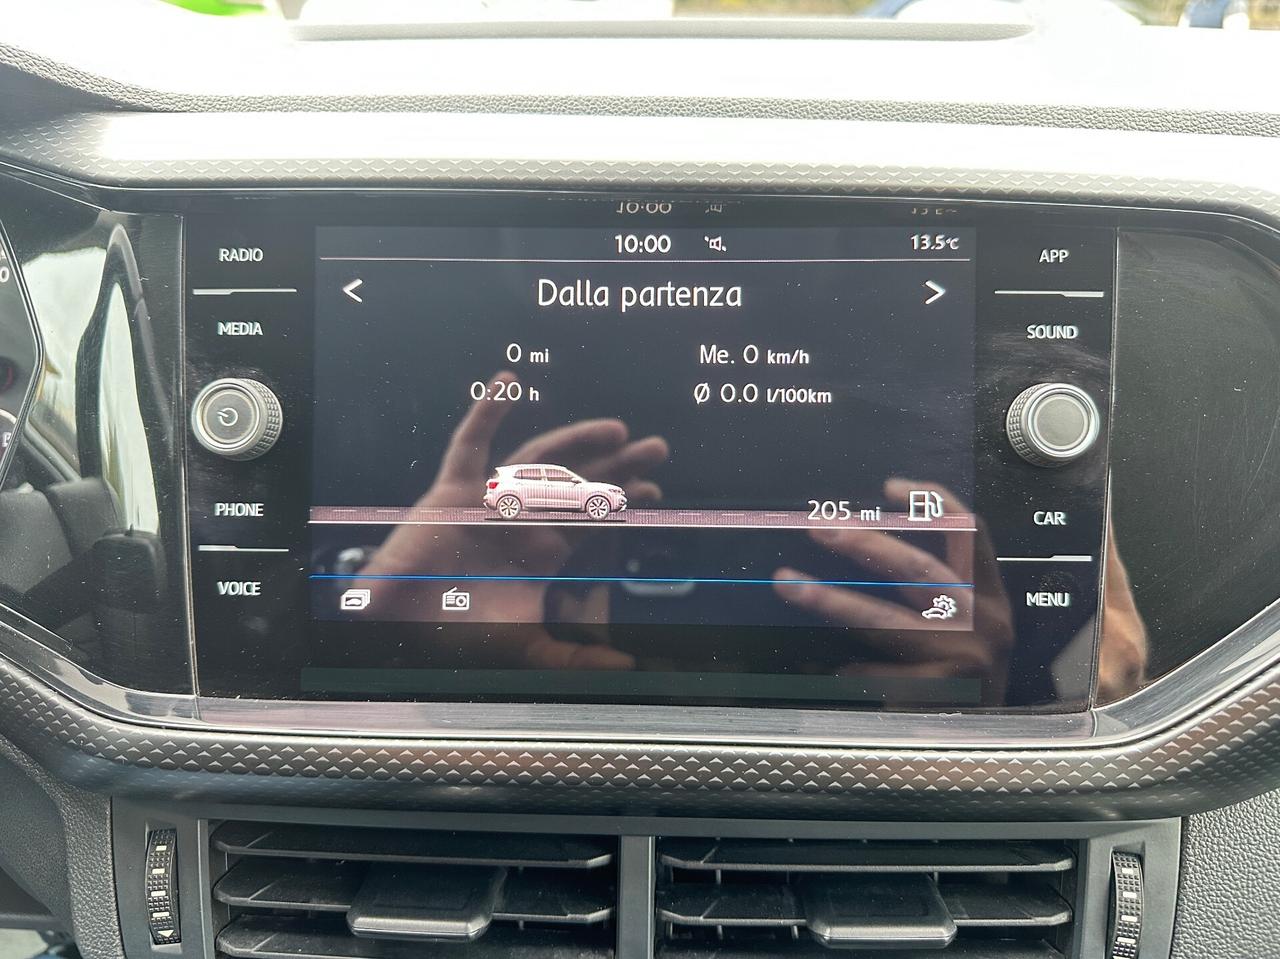 RADIO
MEDIA
PHONE
VOICE
10:00
13.5°C
< Dalla partenza >
0 mi
Me. 0 km/h
0:20 h
Ø 0.0 l/100km
205 mi
APP
SOUND
CAR
MENU